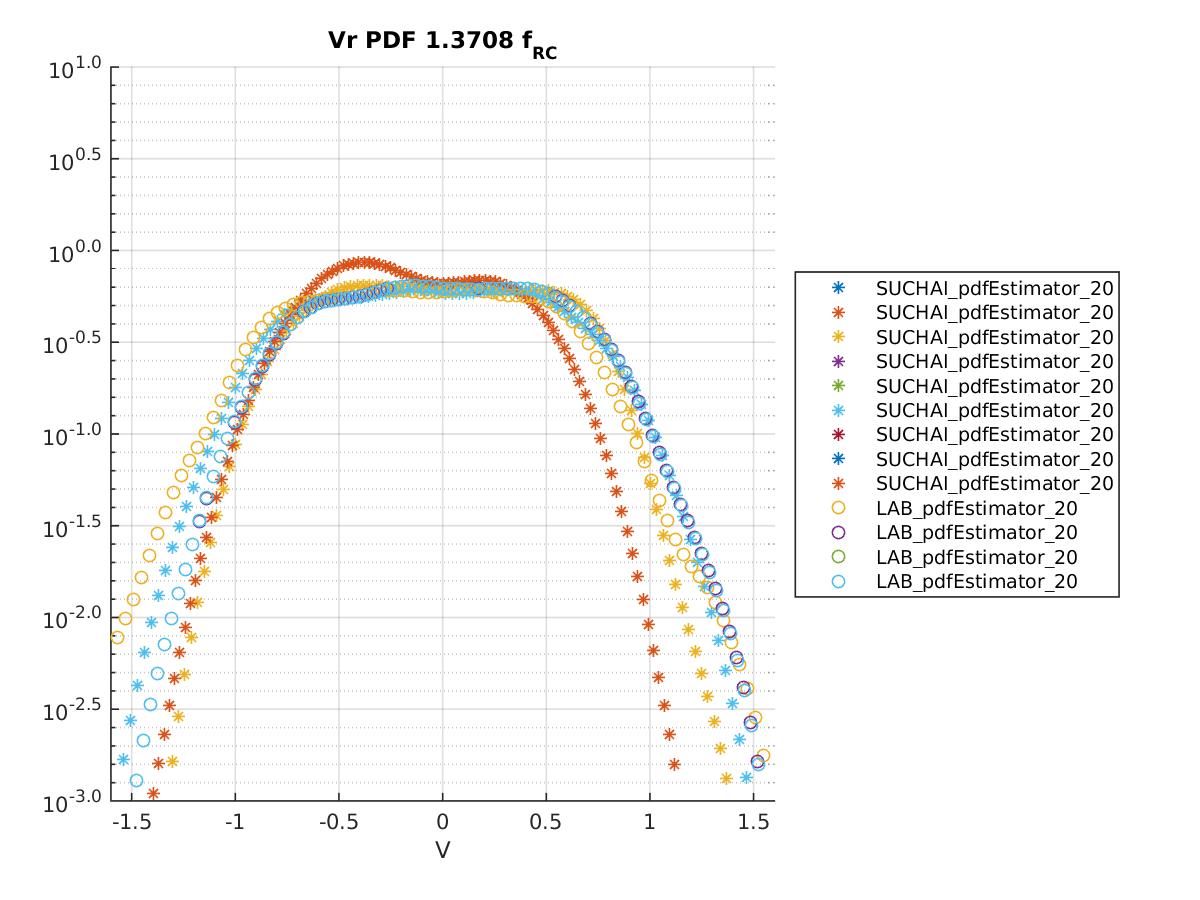 Vr PDF 1.3708 f_RC
10^1.0
10^0.5
10^0.0
10^-0.5
10^-1.0
10^-1.5
10^-2.0
10^-2.5
10^-3.0
-1.5 -1 -0.5 0 0.5 1 1.5
V
SUCHAI_pdfEstimator_20
SUCHAI_pdfEstimator_20
SUCHAI_pdfEstimator_20
SUCHAI_pdfEstimator_20
SUCHAI_pdfEstimator_20
SUCHAI_pdfEstimator_20
SUCHAI_pdfEstimator_20
SUCHAI_pdfEstimator_20
SUCHAI_pdfEstimator_20
LAB_pdfEstimator_20
LAB_pdfEstimator_20
LAB_pdfEstimator_20
LAB_pdfEstimator_20